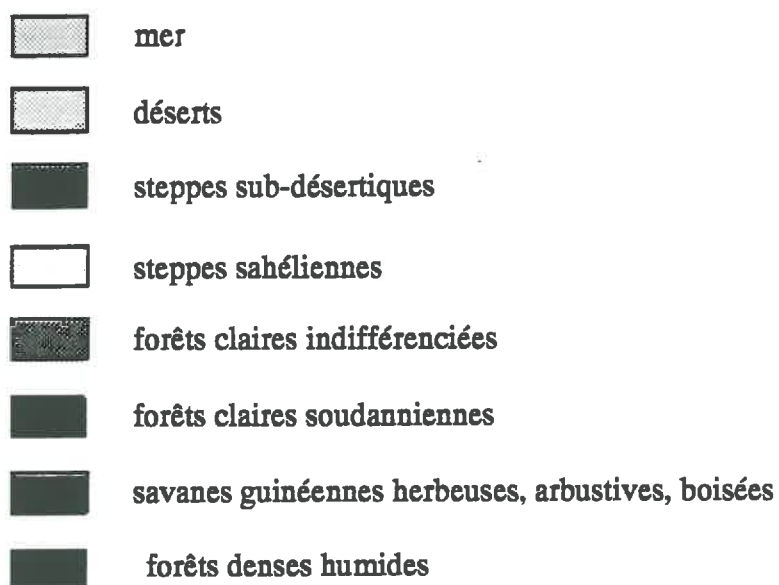 mer
déserts
steppes sub-désertiques
steppes sahéliennes
forêts claires indifférenciées
forêts claires soudanniennes
savanes guinéennes herbeuses, arbustives, boisées
forêts denses humides